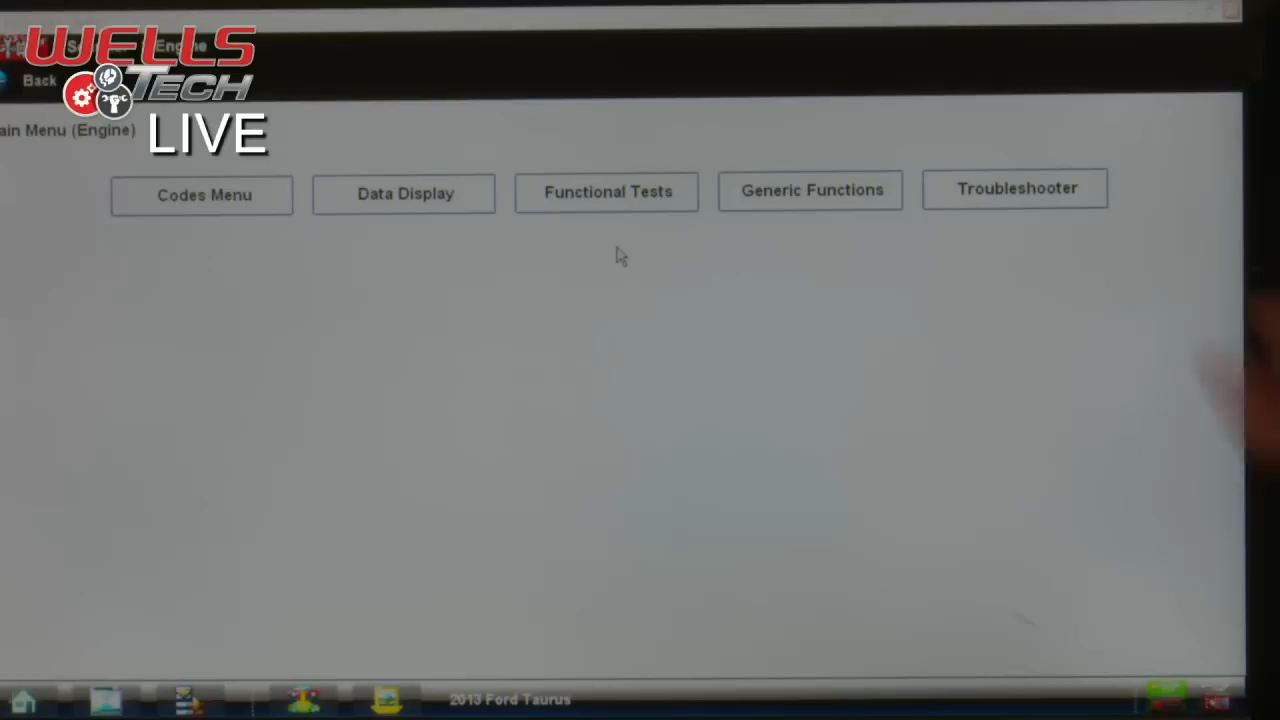 WELLS
TECH
LIVE
Engine
Back
ain Menu (Engine)
Codes Menu
Data Display
Functional Tests
Generic Functions
Troubleshooter
2013 Ford Taurus